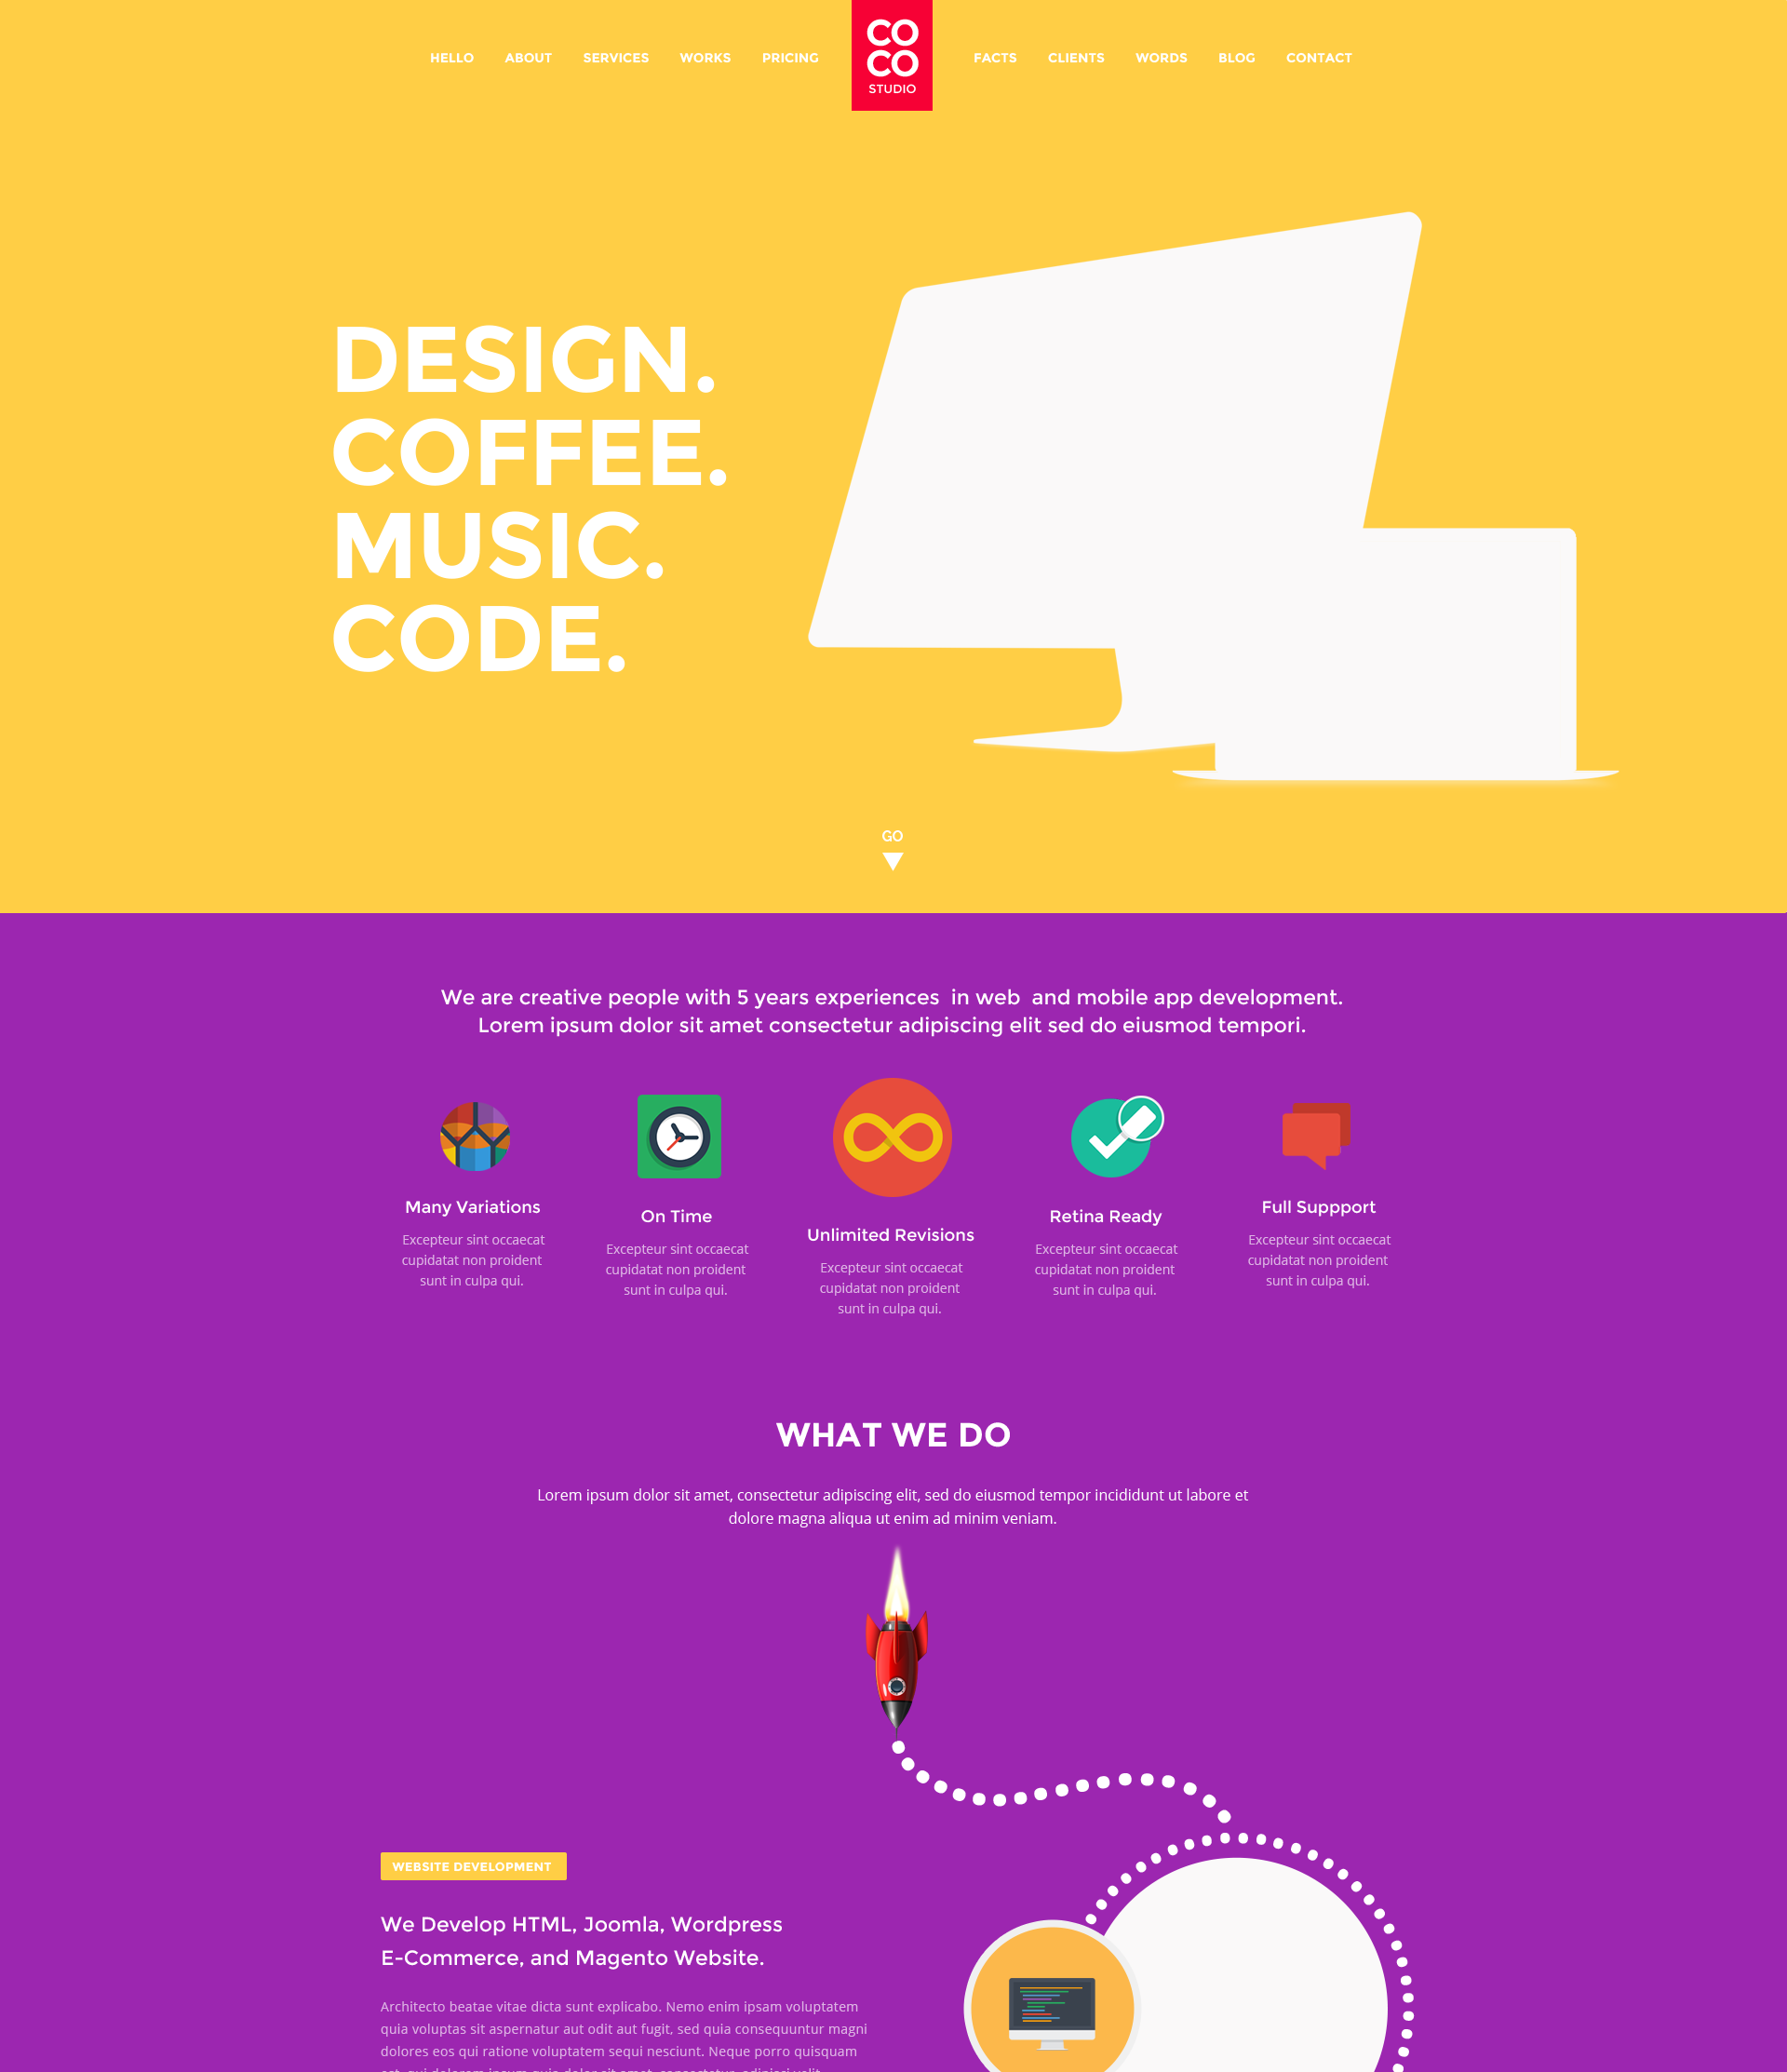 HELLO ABOUT SERVICES WORKS PRICING
CO
CO
STUDIO
FACTS CLIENTS WORDS BLOG CONTACT
DESIGN.
COFFEE.
MUSIC.
CODE.
GO
We are creative people with 5 years experiences in web and mobile app development.
Lorem ipsum dolor sit amet consectetur adipiscing elit sed do eiusmod tempori.
Many Variations
Excepteur sint occaecat
cupidatat non proident
sunt in culpa qui.
On Time
Excepteur sint occaecat
cupidatat non proident
sunt in culpa qui.
Unlimited Revisions
Excepteur sint occaecat
cupidatat non proident
sunt in culpa qui.
Retina Ready
Excepteur sint occaecat
cupidatat non proident
sunt in culpa qui.
Full Suppport
Excepteur sint occaecat
cupidatat non proident
sunt in culpa qui.
WHAT WE DO
Lorem ipsum dolor sit amet, consectetur adipiscing elit, sed do eiusmod tempor incididunt ut labore et
dolore magna aliqua ut enim ad minim veniam.
WEBSITE DEVELOPMENT
We Develop HTML, Joomla, Wordpress
E-Commerce, and Magento Website.
Architecto beatae vitae dicta sunt explicabo. Nemo enim ipsam voluptatem
quia voluptas sit aspernatur aut odit aut fugit, sed quia consequuntur magni
dolores eos qui ratione voluptatem sequi nesciunt. Neque porro quisquam